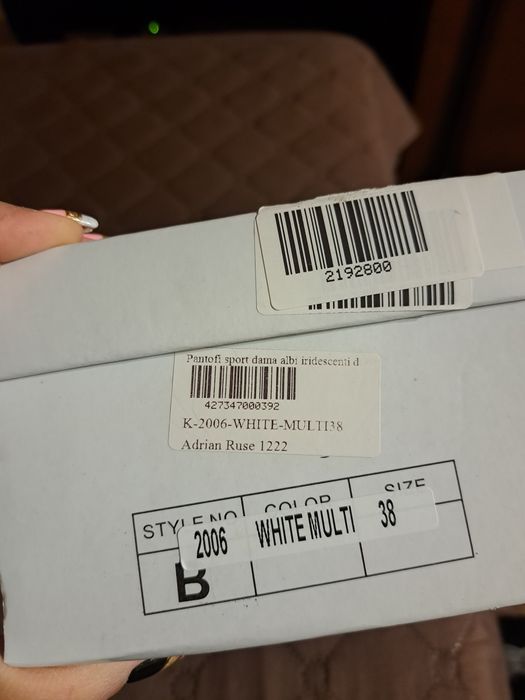 2192800
Pantofi sport dama albi iridescenti d
427347000392
K-2006-WHITE-MULTI38
Adrian Ruse 1222
STYLE NO COLOR SIZE
2006 WHITE MULTI 38